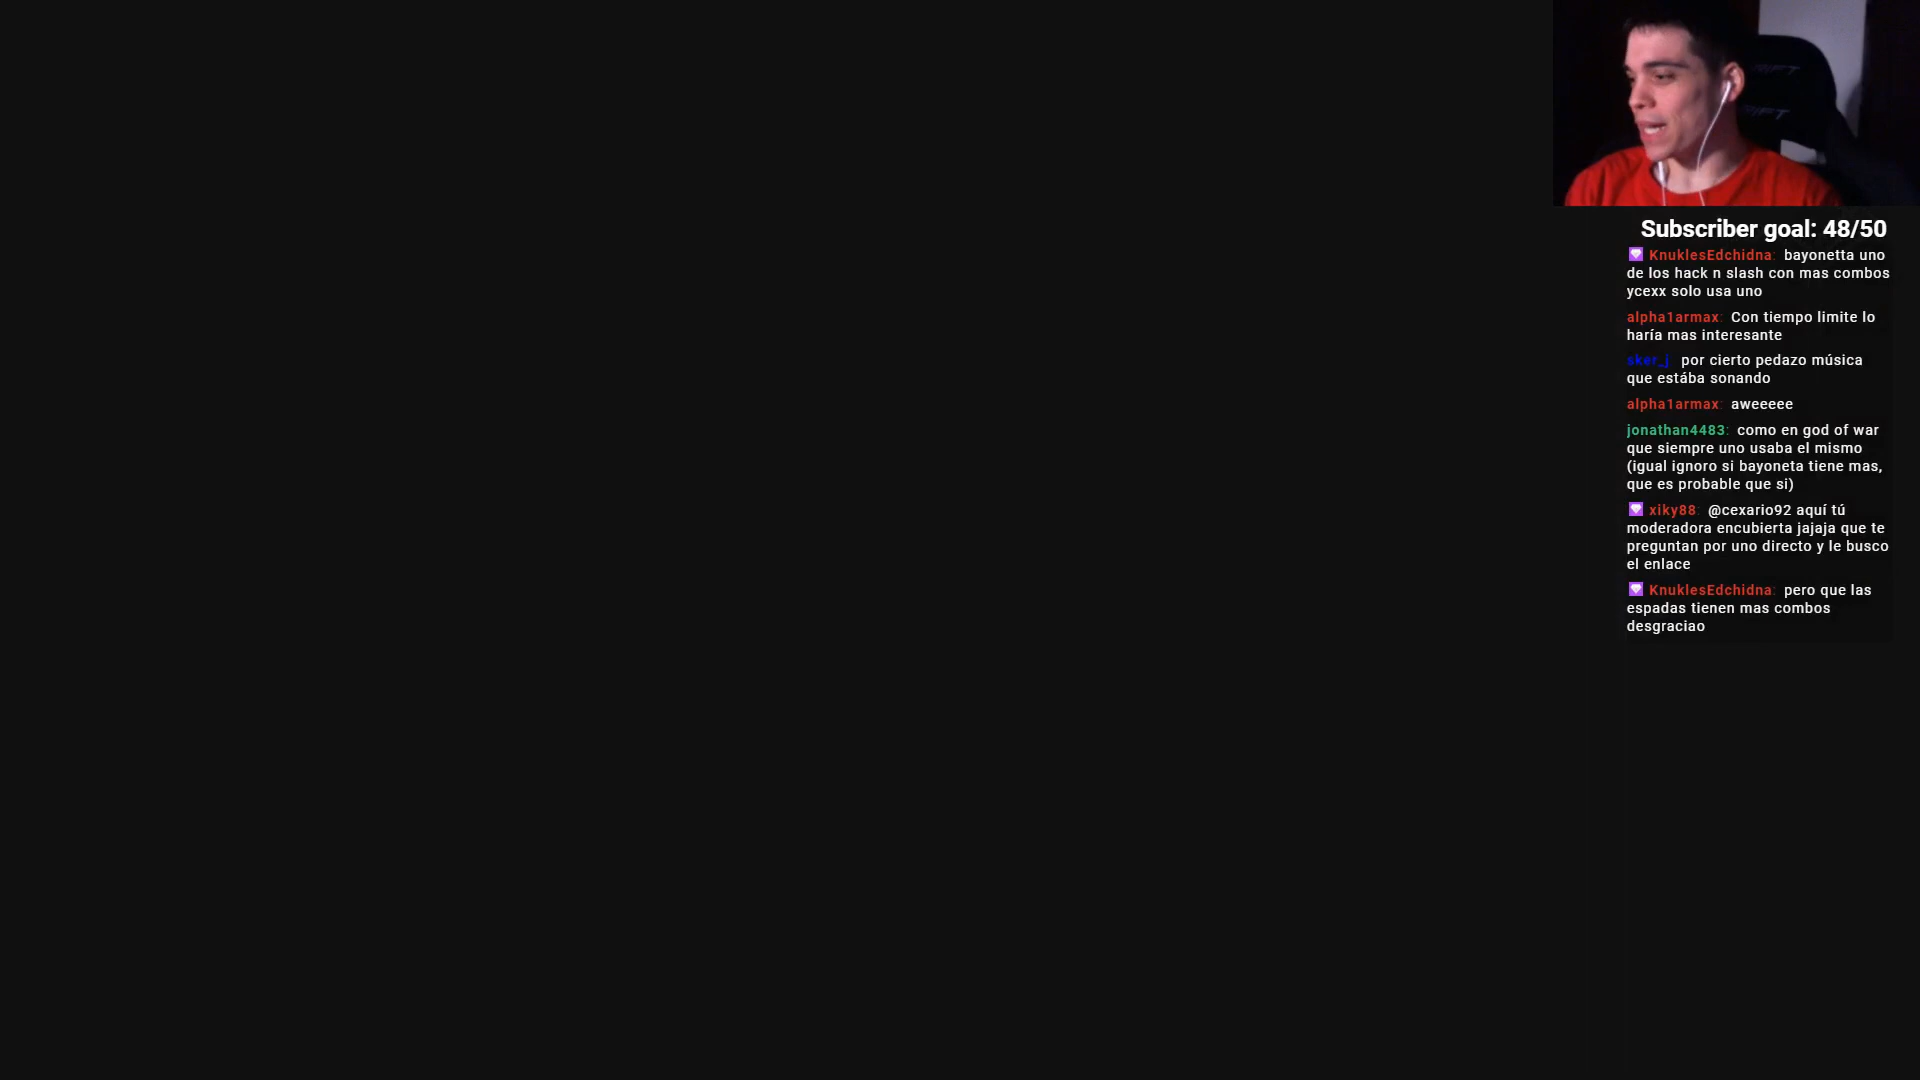 Subscriber goal: 48/50
KnuklesEdchidna: bayonetta uno
de los hack n slash con mas combos
ycexx solo usa uno
alpha1armax: Con tiempo limite lo
haría mas interesante
sker_j: por cierto pedazo música
que estába sonando
alpha1armax: aweeeee
jonathan4483: como en god of war
que siempre uno usaba el mismo
(igual ignoro si bayoneta tiene mas,
que es probable que si)
xiky88: @cexario92 aquí tú
moderadora encubierta jajaja que te
preguntan por uno directo y le busco
el enlace
KnuklesEdchidna: pero que las
espadas tienen mas combos
desgraciao